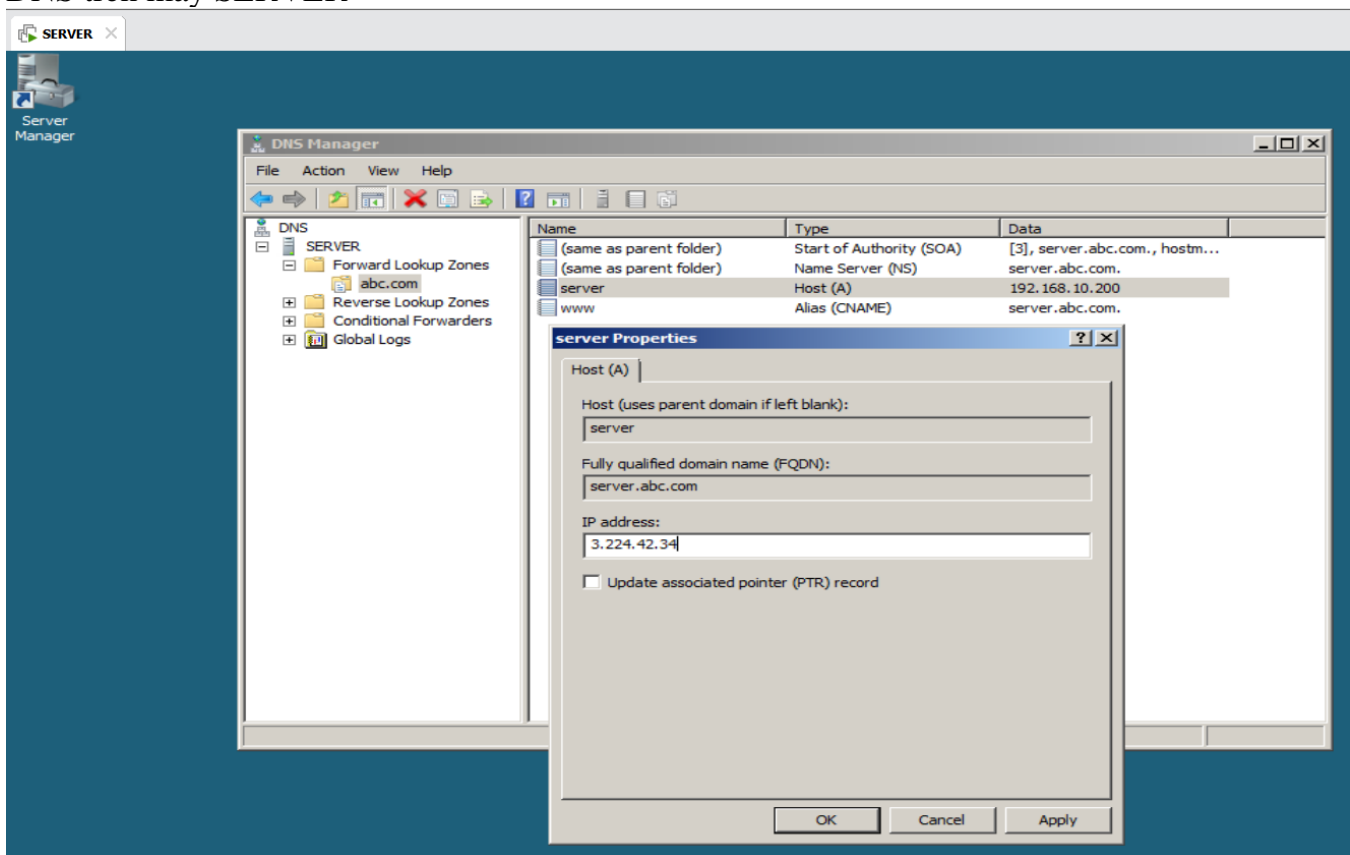 SERVER
Server
Manager
DNS Manager
File Action View Help
DNS
SERVER
Forward Lookup Zones
abc.com
Reverse Lookup Zones
Conditional Forwarders
Global Logs
Name Type Data
(same as parent folder) Start of Authority (SOA) [3], server.abc.com., hostm...
(same as parent folder) Name Server (NS) server.abc.com.
server Host (A) 192.168.10.200
www Alias (CNAME) server.abc.com.
server Properties
Host (A)
Host (uses parent domain if left blank):
server
Fully qualified domain name (FQDN):
server.abc.com
IP address:
3.224.42.34
Update associated pointer (PTR) record
OK Cancel Apply